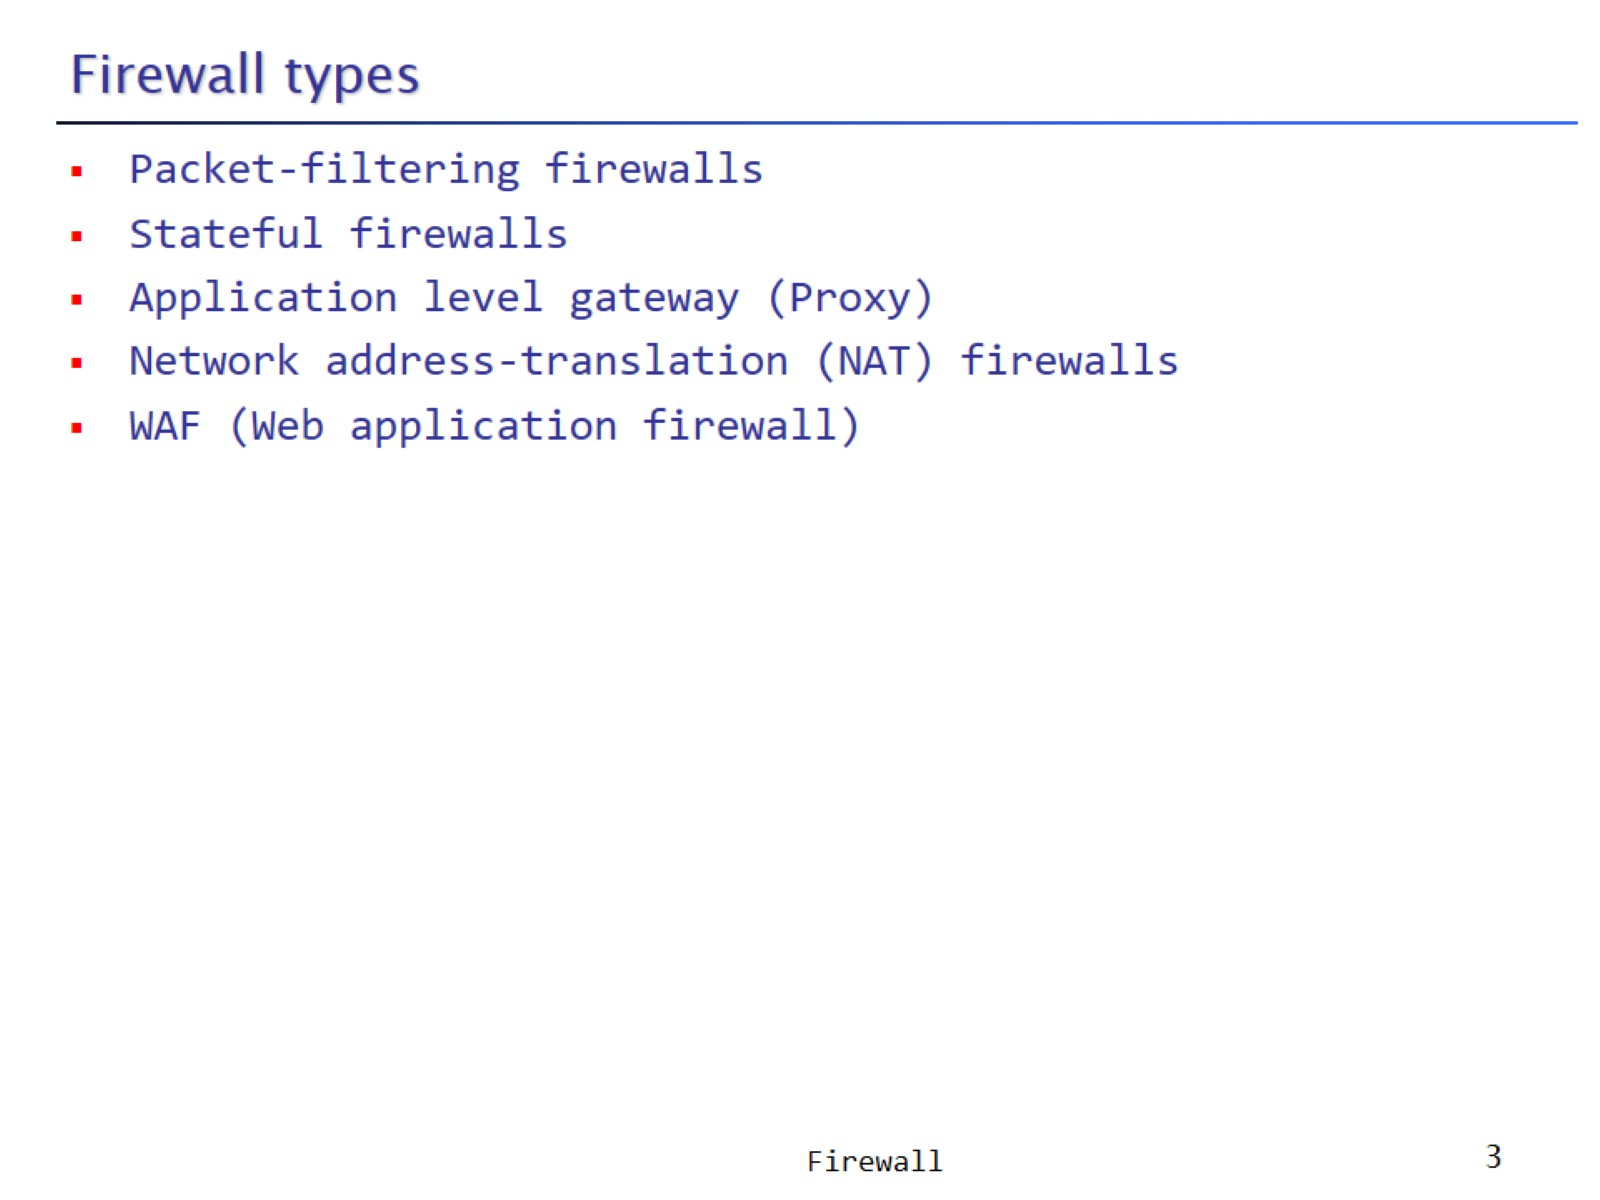 Firewall types
▪ Packet-filtering firewalls
▪ Stateful firewalls
▪ Application level gateway (Proxy)
▪ Network address-translation (NAT) firewalls
▪ WAF (Web application firewall)
Firewall
3